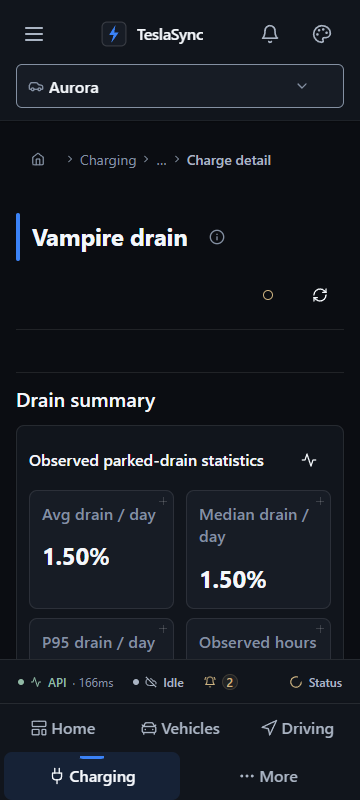 TeslaSync
Aurora
Charging
...
Charge detail
Vampire drain
Drain summary
Observed parked-drain statistics
Avg drain / day
1.50%
Median drain /
day
1.50%
P95 drain / day
Observed hours
API · 166ms
Idle
2
Status
Home
Vehicles
Driving
Charging
More